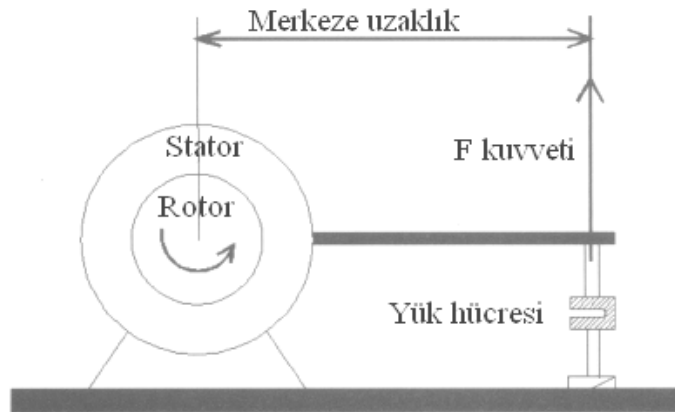 Merkeze uzaklık
Stator
F kuvveti
Rotor
Yük hücresi